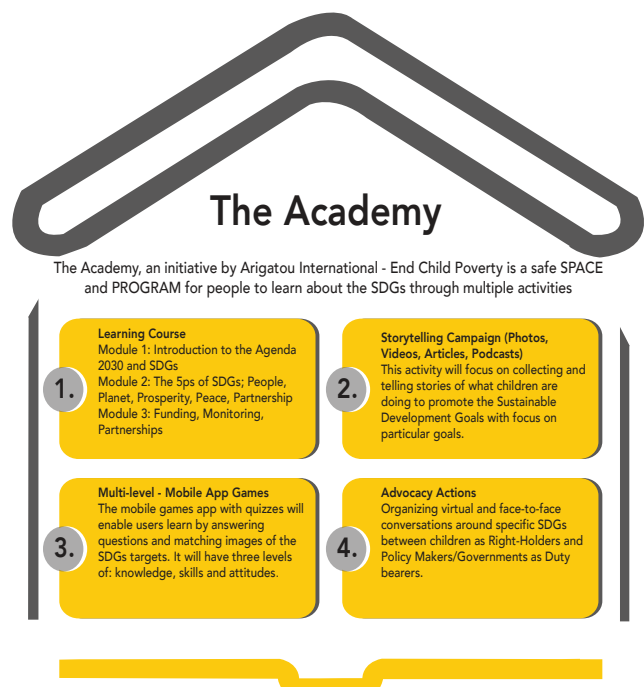 The Academy
The Academy, an initiative by Arigatou International - End Child Poverty is a safe SPACE
and PROGRAM for people to learn about the SDGs through multiple activities
1.
Learning Course
Module 1: Introduction to the Agenda
2030 and SDGs
Module 2: The 5ps of SDGs; People,
Planet, Prosperity, Peace, Partnership
Module 3: Funding, Monitoring,
Partnerships
2.
Storytelling Campaign (Photos,
Videos, Articles, Podcasts)
This activity will focus on collecting and
telling stories of what children are
doing to promote the Sustainable
Development Goals with focus on
particular goals.
3.
Multi-level - Mobile App Games
The mobile games app with quizzes will
enable users learn by answering
questions and matching images of the
SDGs targets. It will have three levels
of: knowledge, skills and attitudes.
4.
Advocacy Actions
Organizing virtual and face-to-face
conversations around specific SDGs
between children as Right-Holders and
Policy Makers/Governments as Duty
bearers.